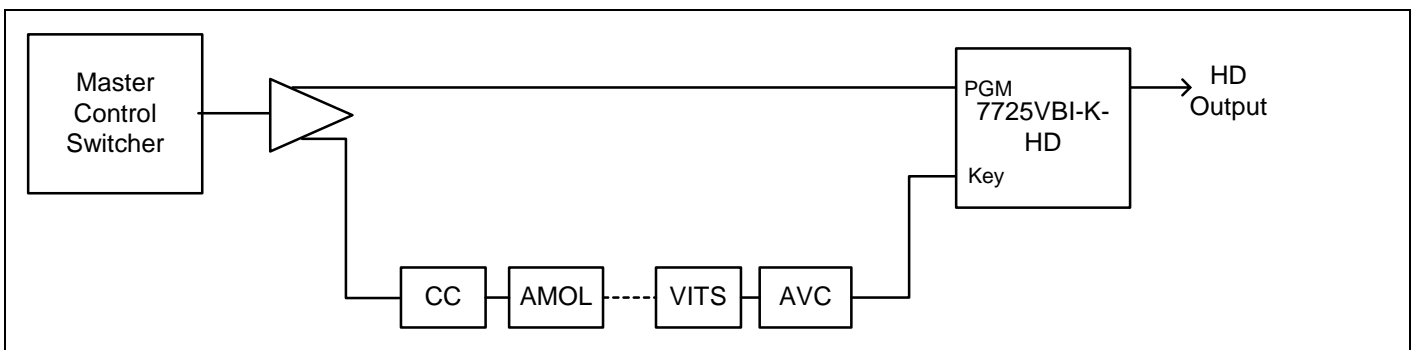 Master
Control
Switcher
PGM
7725VBI-K-
HD
Key
HD
Output
CC
AMOL
VITS
AVC